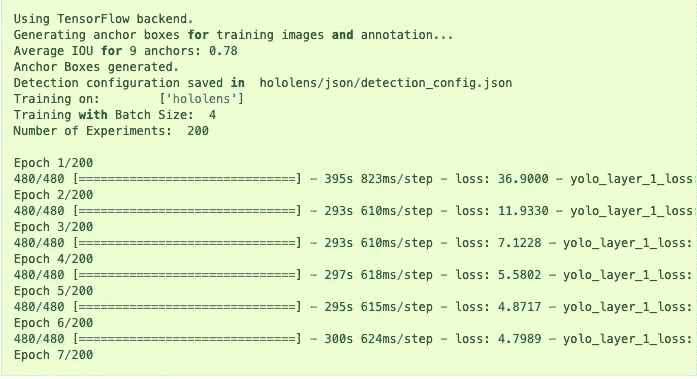 Using TensorFlow backend.
Generating anchor boxes for training images and annotation...
Average IOU for 9 anchors: 0.78
Anchor Boxes generated.
Detection configuration saved in  hololens/json/detection_config.json
Training on:        ['hololens']
Training with Batch Size:  4
Number of Experiments:  200
Epoch 1/200
480/480 [==============================] - 395s 823ms/step - loss: 36.9000 - yolo_layer_1_loss:
Epoch 2/200
480/480 [==============================] - 293s 610ms/step - loss: 11.9330 - yolo_layer_1_loss:
Epoch 3/200
480/480 [==============================] - 293s 610ms/step - loss: 7.1228 - yolo_layer_1_loss:
Epoch 4/200
480/480 [==============================] - 297s 618ms/step - loss: 5.5802 - yolo_layer_1_loss:
Epoch 5/200
480/480 [==============================] - 295s 615ms/step - loss: 4.8717 - yolo_layer_1_loss:
Epoch 6/200
480/480 [==============================] - 300s 624ms/step - loss: 4.7989 - yolo_layer_1_loss:
Epoch 7/200